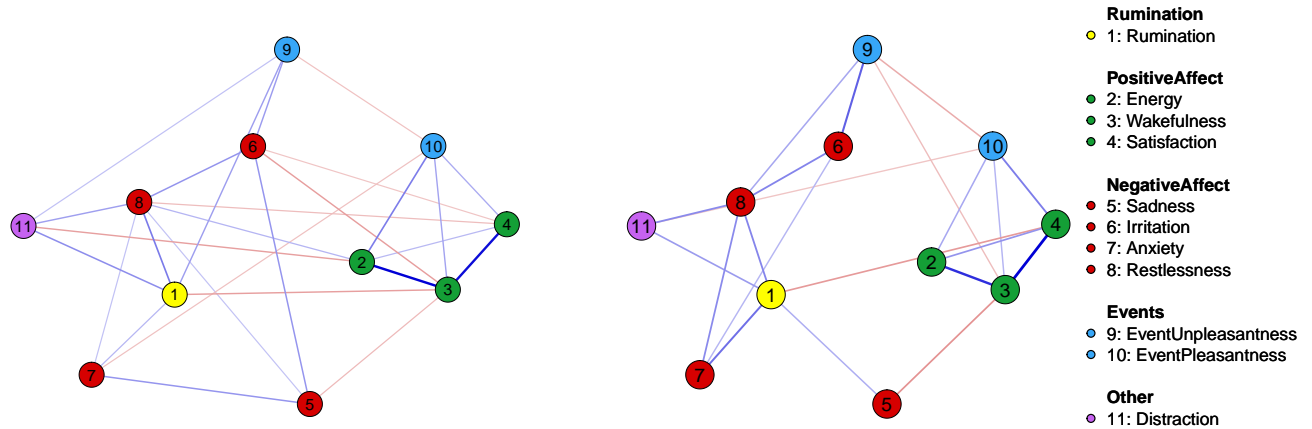 9
6
10
8
11
4
2
3
1
7
5
9
6
10
8
11
4
2
3
1
7
5
Rumination
1: Rumination
PositiveAffect
2: Energy
3: Wakefulness
4: Satisfaction
NegativeAffect
5: Sadness
6: Irritation
7: Anxiety
8: Restlessness
Events
9: EventUnpleasantness
10: EventPleasantness
Other
11: Distraction